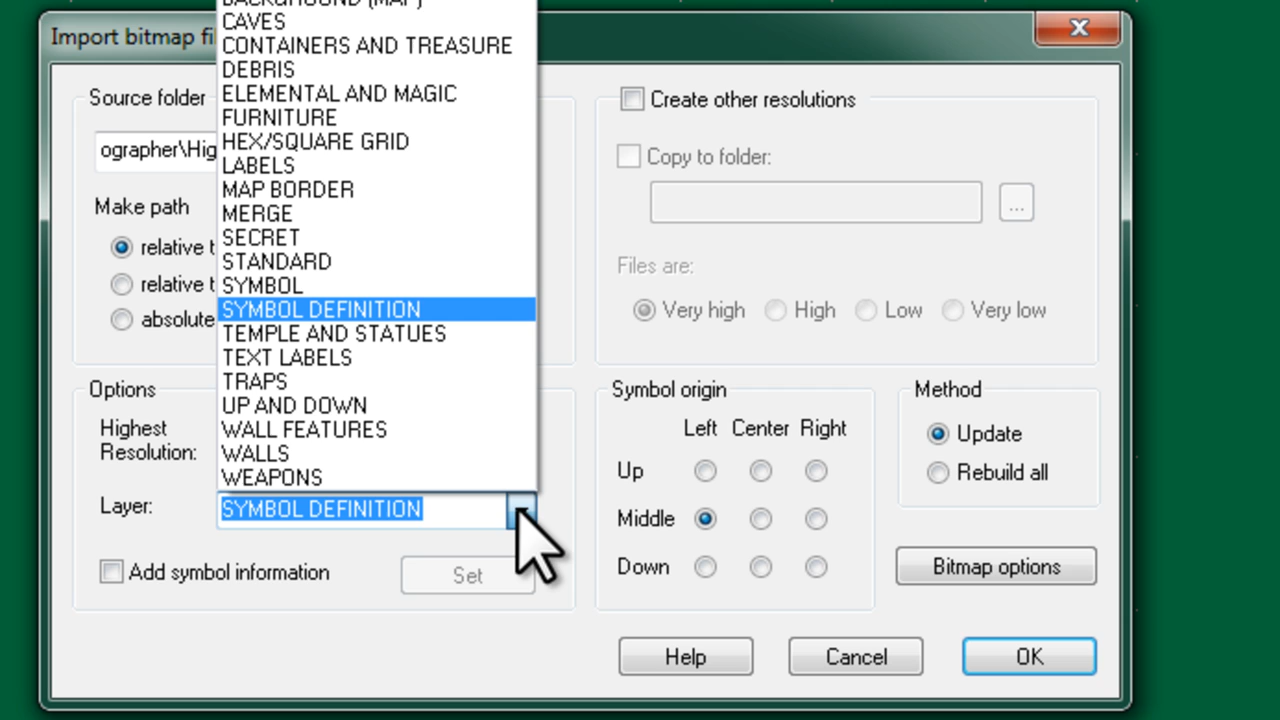 BACKGROUND (MAP)
Import bitmap fi
CAVES
CONTAINERS AND TREASURE
DEBRIS
ELEMENTAL AND MAGIC
FURNITURE
HEX/SQUARE GRID
LABELS
MAP BORDER
MERGE
SECRET
STANDARD
SYMBOL
SYMBOL DEFINITION
TEMPLE AND STATUES
TEXT LABELS
TRAPS
UP AND DOWN
WALL FEATURES
WALLS
WEAPONS
Source folder
ographer\Hig
Make path
relative t
relative t
absolute
Create other resolutions
Copy to folder:
...
Files are:
Very high High Low Very low
Options
Highest
Resolution:
Layer: SYMBOL DEFINITION
Add symbol information Set
Symbol origin
Left Center Right
Up
Middle
Down
Method
Update
Rebuild all
Bitmap options
Help Cancel OK